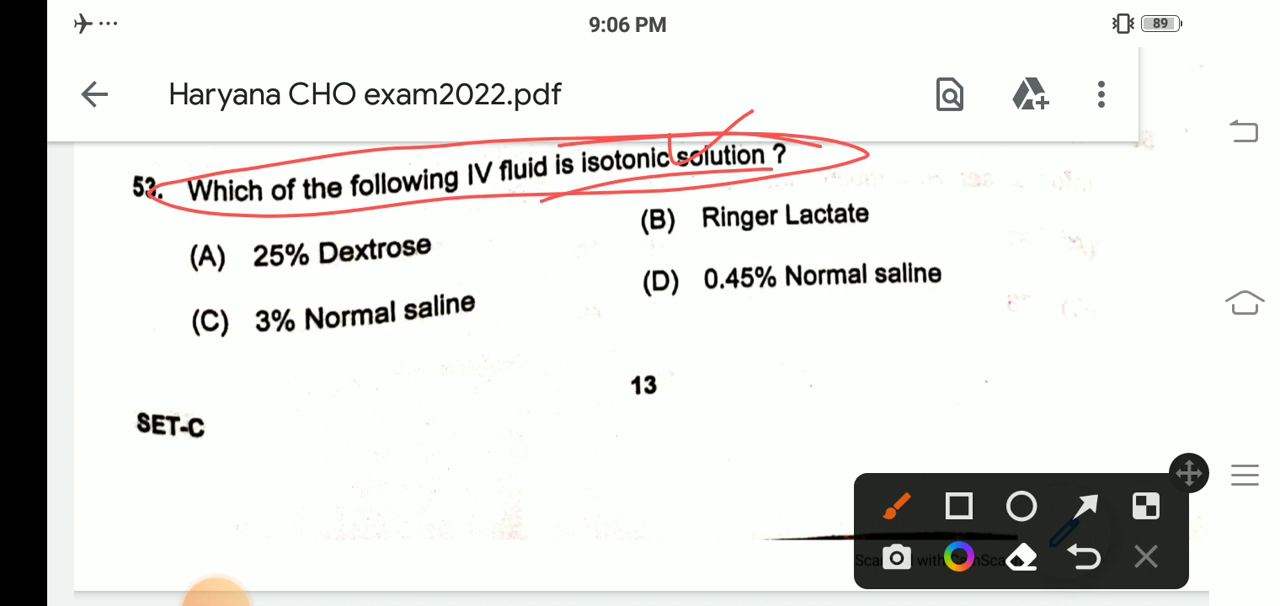 9:06 PM
89
Haryana CHO exam2022.pdf
53. Which of the following IV fluid is isotonic solution ?
(A) 25% Dextrose
(B) Ringer Lactate
(C) 3% Normal saline
(D) 0.45% Normal saline
13
SET-C